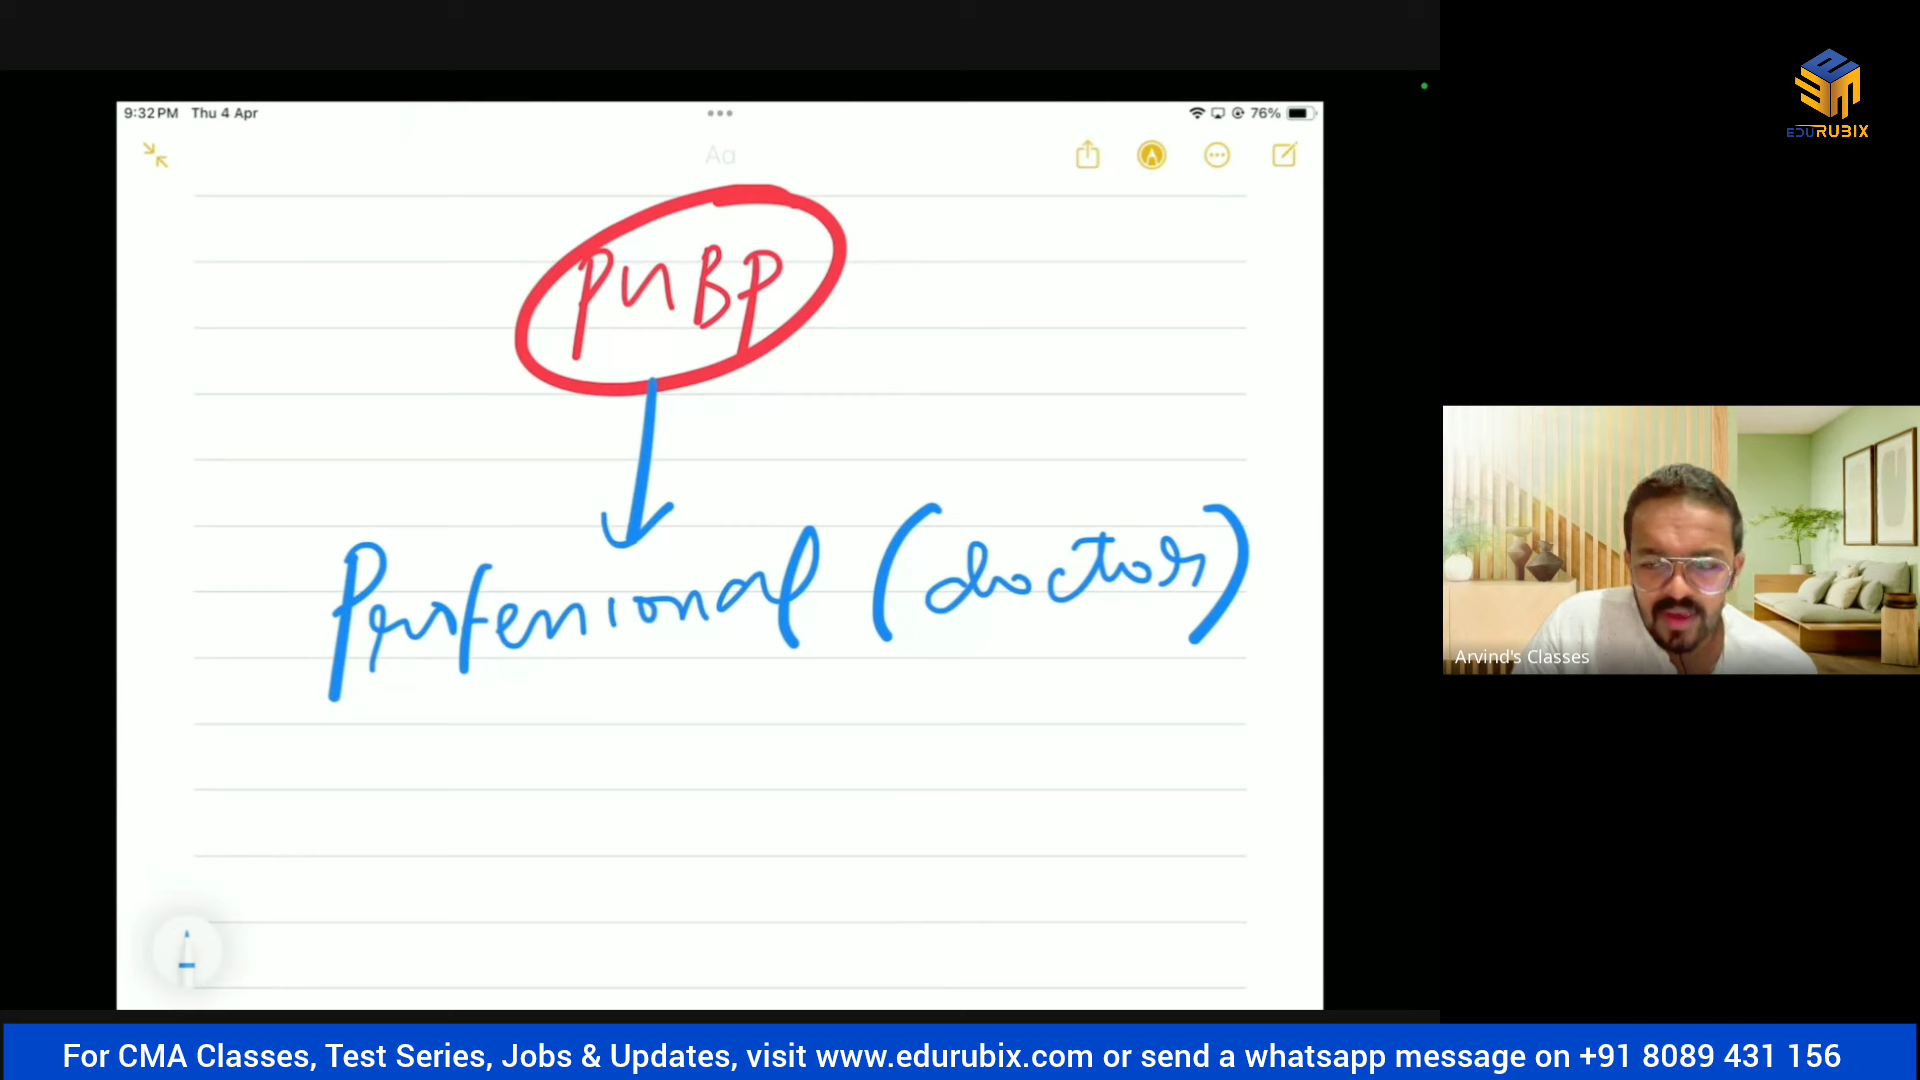 9:32 PM Thu 4 Apr
76%
Aa
EDURUBIX
PUBP
Professional (doctor)
Arvind's Classes
For CMA Classes, Test Series, Jobs & Updates, visit www.edurubix.com or send a whatsapp message on +91 8089 431 156